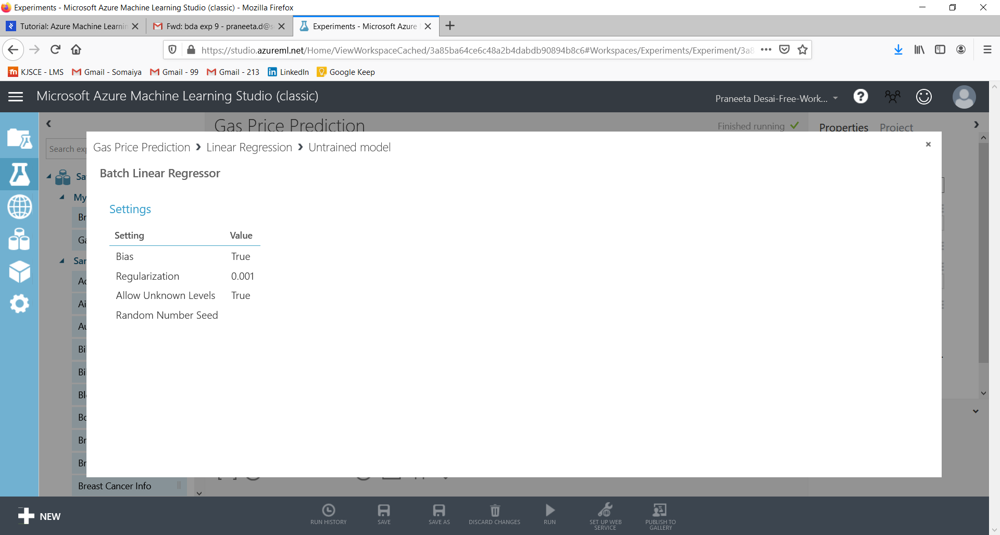 Experiments - Microsoft Azure Machine Learning Studio (classic) - Mozilla Firefox
Tutorial: Azure Machine Learnin
Fwd: bda exp 9 - praneeta.d@s
Experiments - Microsoft Azure
https://studio.azureml.net/Home/ViewWorkspaceCached/3a85ba64ce6c48a2b4dabdb90894b8c6#Workspaces/Experiments/Experiment/3a8
KJSCE - LMS
Gmail - Somaiya
Gmail - 99
Gmail - 213
LinkedIn
Google Keep
Microsoft Azure Machine Learning Studio (classic)
Praneeta Desai-Free-Work...
Gas Price Prediction
Finished running
Properties
Project
Search exp
Gas Price Prediction > Linear Regression > Untrained model
Batch Linear Regressor
Settings
Setting Value
Bias True
Regularization 0.001
Allow Unknown Levels True
Random Number Seed
Sa
My
Br
Ga
Sar
Ac
Ai
Au
Bil
Bil
Blo
Bo
Br
Br
Breast Cancer Info
NEW
RUN HISTORY
SAVE
SAVE AS
DISCARD CHANGES
RUN
SET UP WEB
SERVICE
PUBLISH TO
GALLERY